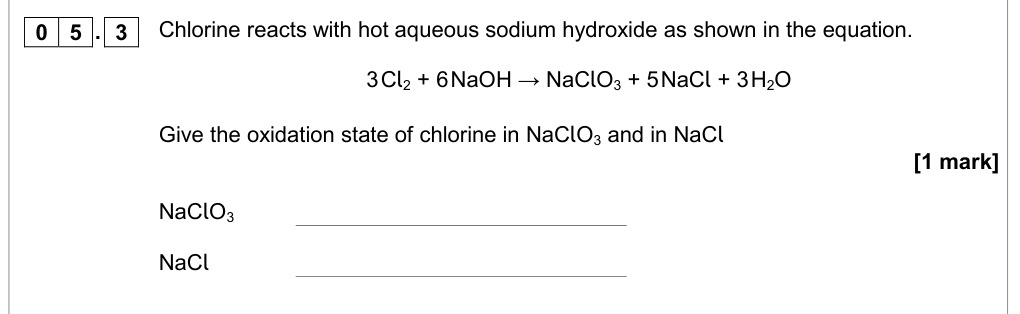 0 5 . 3 Chlorine reacts with hot aqueous sodium hydroxide as shown in the equation.
3Cl₂ + 6NaOH → NaClO₃ + 5NaCl + 3H₂O
Give the oxidation state of chlorine in NaClO₃ and in NaCl
[1 mark]
NaClO₃
NaCl